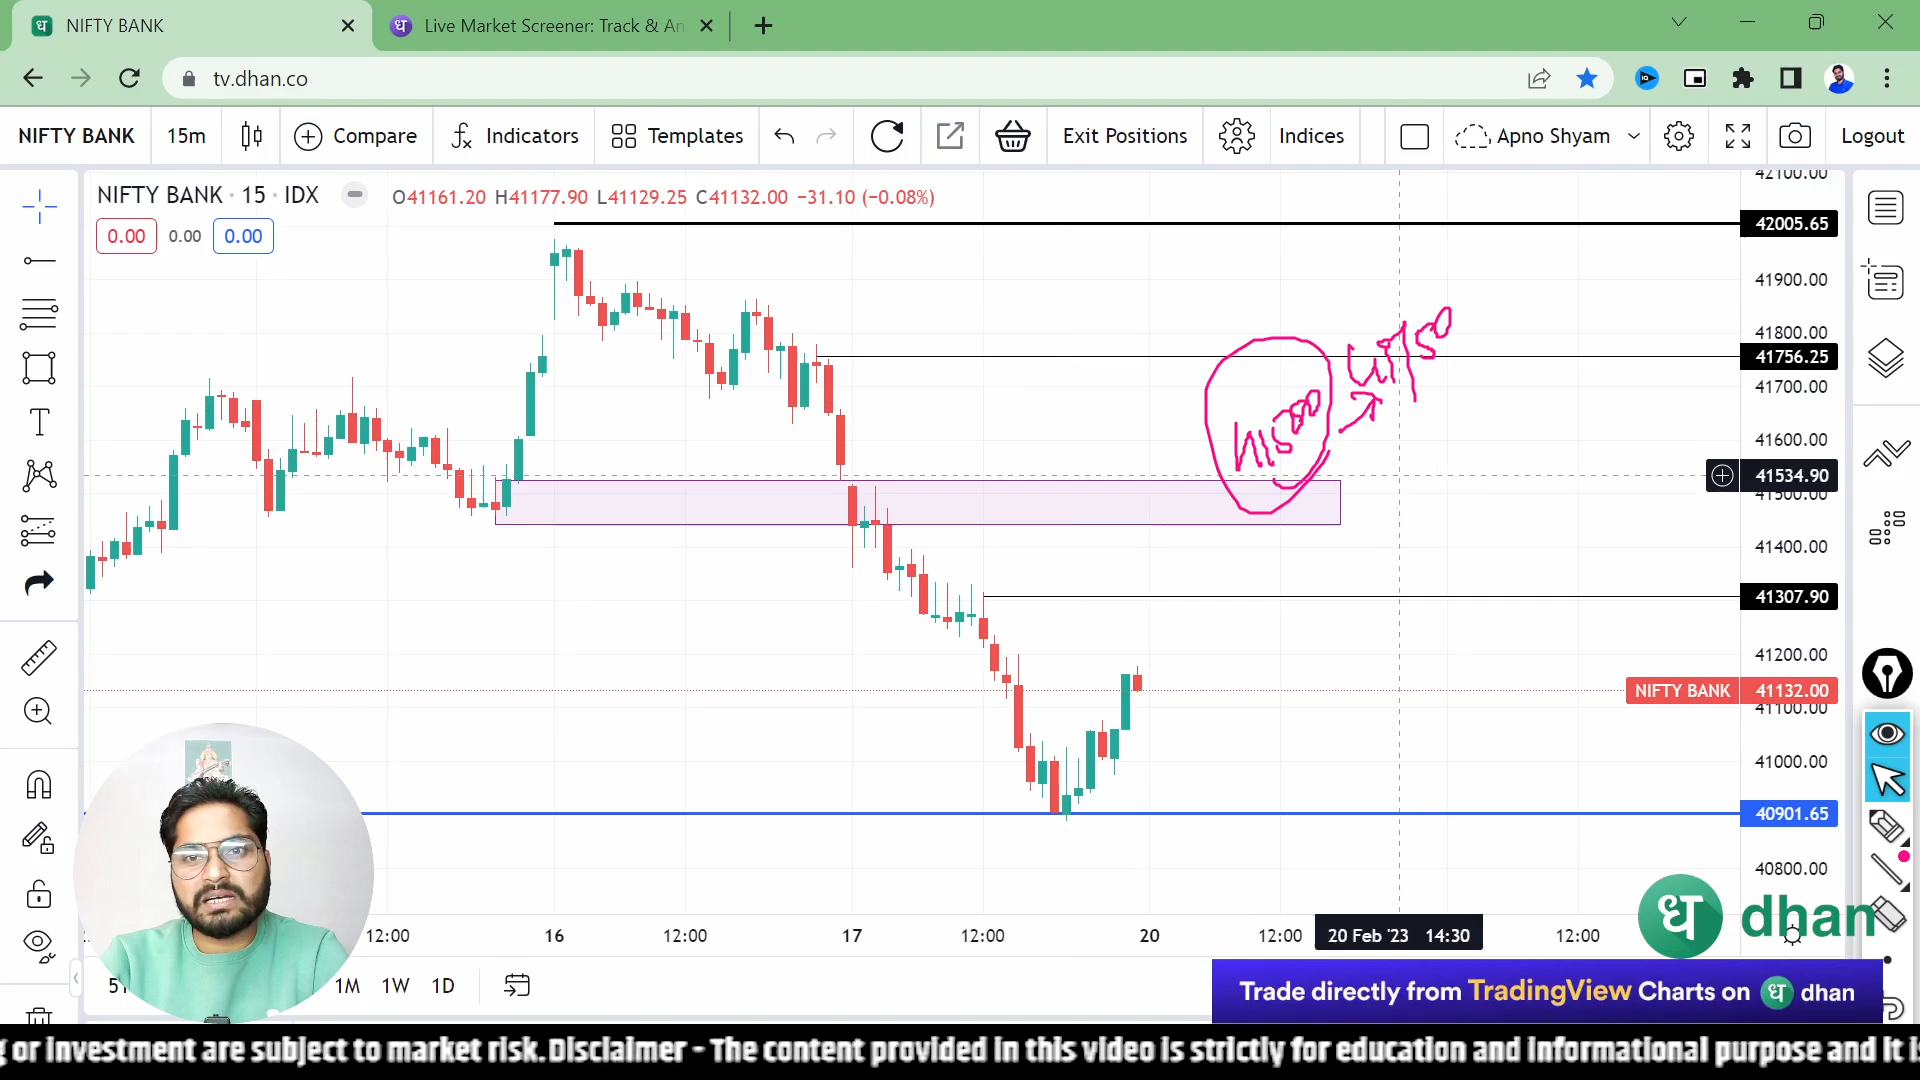 NIFTY BANK
Live Market Screener: Track & An
tv.dhan.co
NIFTY BANK 15m Compare Indicators Templates Exit Positions Indices Apno Shyam Logout
NIFTY BANK · 15 · IDX O41161.20 H41177.90 L41129.25 C41132.00 −31.10 (−0.08%)
0.00 0.00 0.00
42100.00
42005.65
41900.00
41800.00
41756.25
41700.00
41600.00
41534.90
41500.00
41400.00
41307.90
41200.00
NIFTY BANK 41132.00
41100.00
41000.00
40901.65
40800.00
41500
41750
12:00 16 12:00 17 12:00 20 12:00 20 Feb '23 14:30 12:00
ध dhan
1M 1W 1D
Trade directly from TradingView Charts on ध dhan
or investment are subject to market risk. Disclaimer - The content provided in this video is strictly for education and informational purpose and it